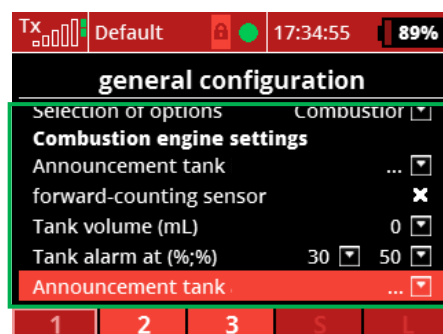 Tx Default 17:34:55 89%
general configuration
Selection of options Combustior
Combustion engine settings
Announcement tank ...
forward-counting sensor
Tank volume (mL) 0
Tank alarm at (%;%) 30 50
Announcement tank ...
1 2 3 S L